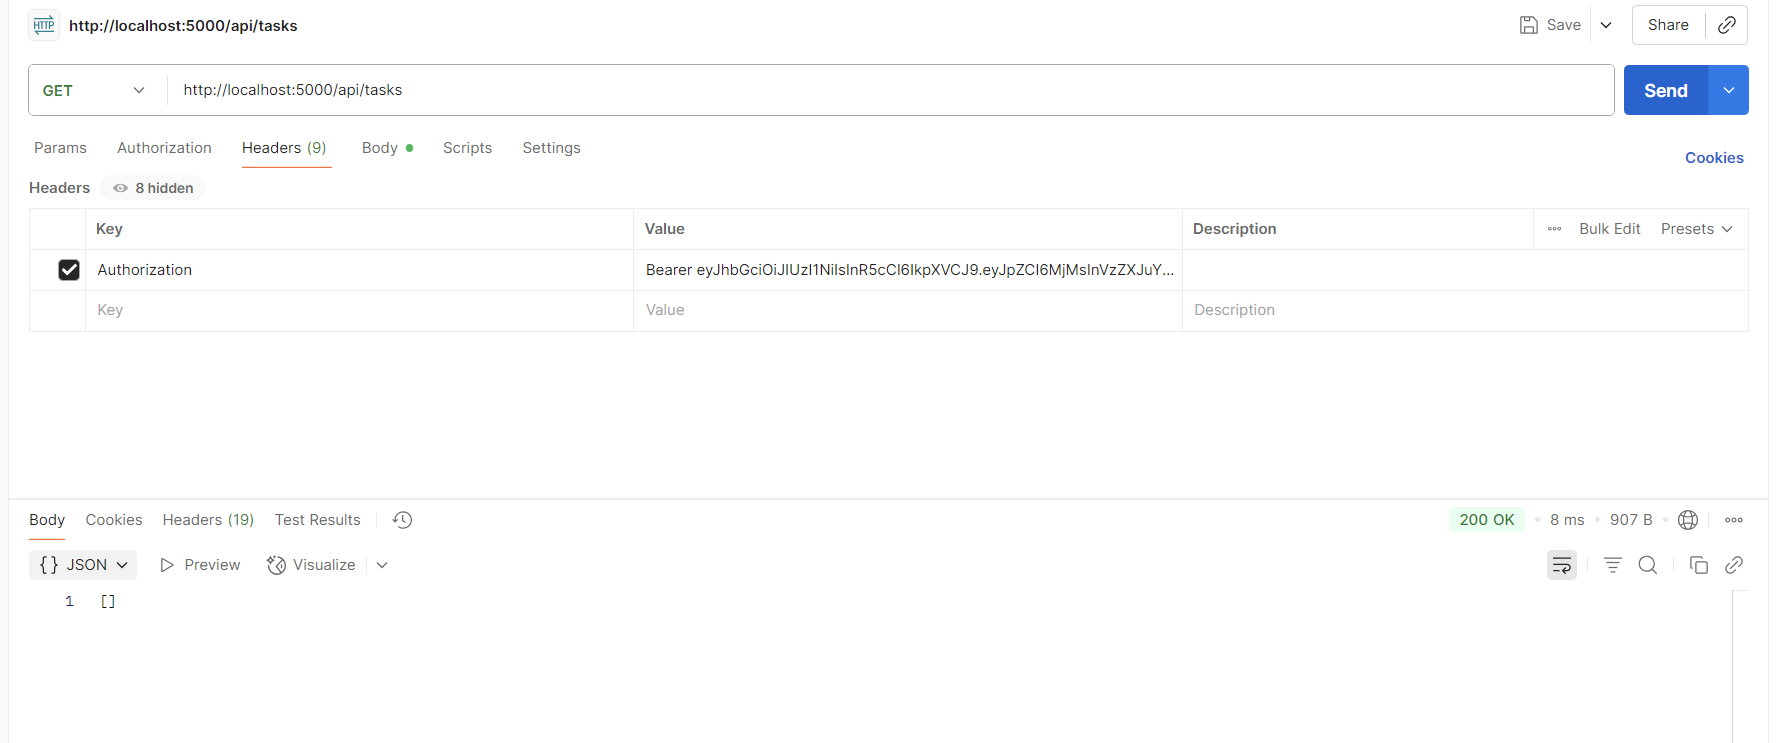 HTTP http://localhost:5000/api/tasks Save Share
GET http://localhost:5000/api/tasks Send
Params Authorization Headers (9) Body Scripts Settings Cookies
Headers 8 hidden
Key Value Description Bulk Edit Presets
Authorization Bearer eyJhbGciOiJIUzI1NiIsInR5cCI6IkpXVCJ9.eyJpZCI6MjMsInVzZXJuY...
Key Value Description
Body Cookies Headers (19) Test Results 200 OK 8 ms 907 B
{} JSON Preview Visualize
1 []